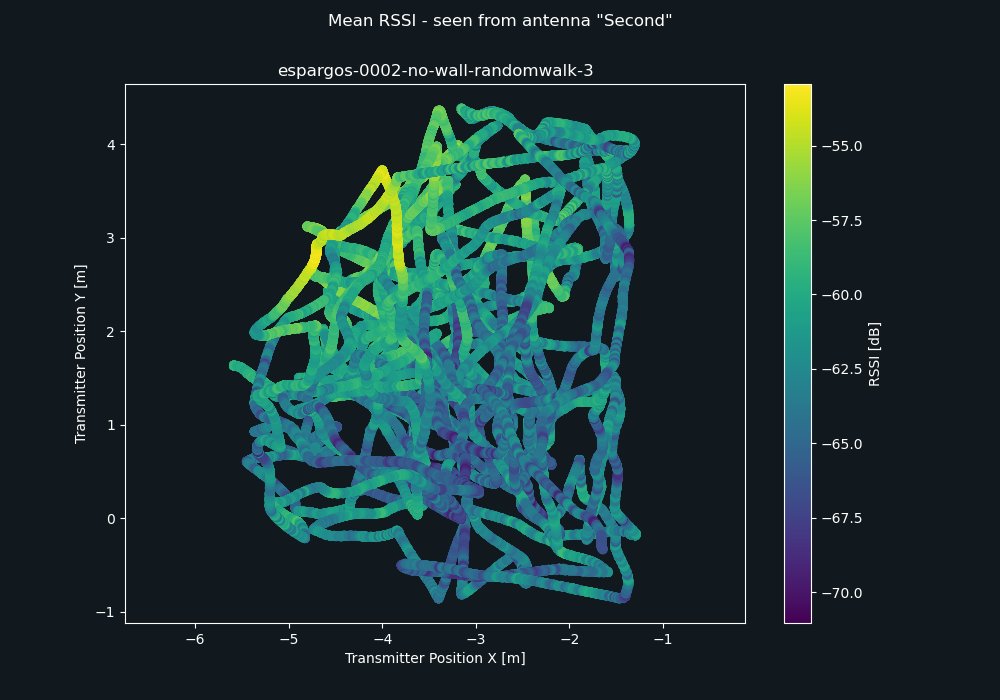 Mean RSSI - seen from antenna "Second"
espargos-0002-no-wall-randomwalk-3
4
3
2
1
0
−1
Transmitter Position Y [m]
−6 −5 −4 −3 −2 −1
Transmitter Position X [m]
−55.0
−57.5
−60.0
−62.5
−65.0
−67.5
−70.0
RSSI [dB]